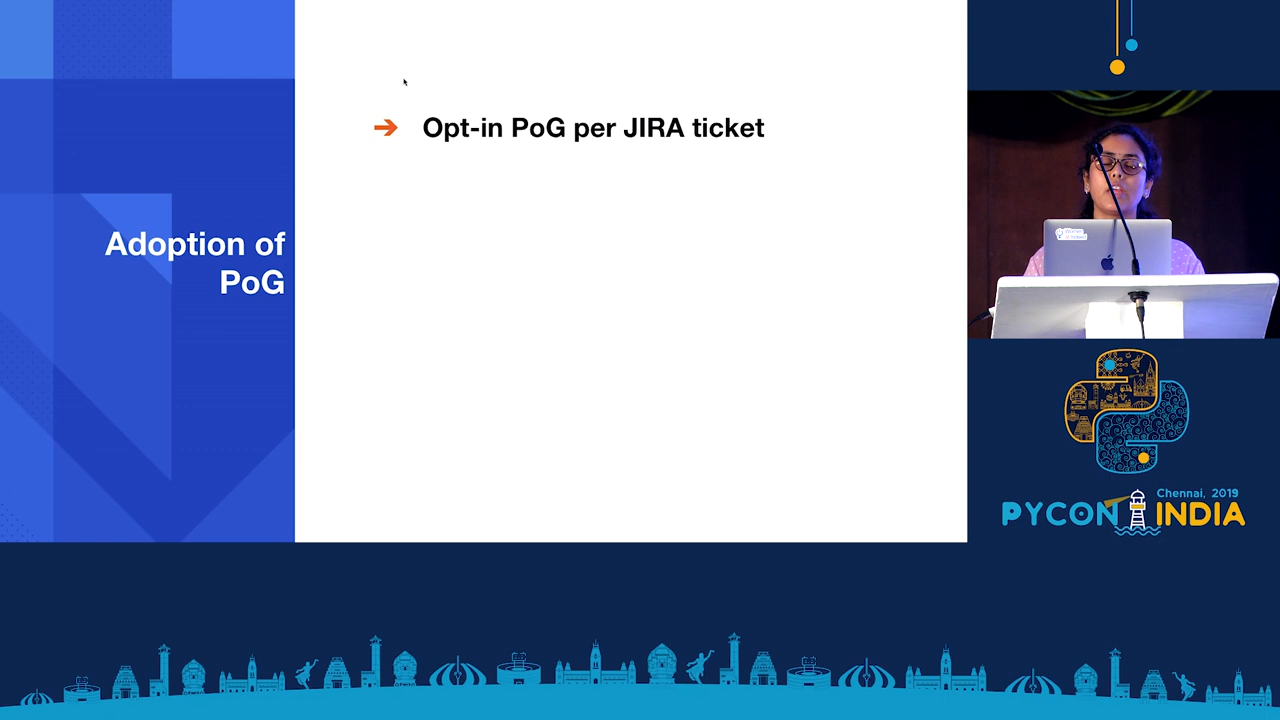 Adoption of
PoG
➔ Opt-in PoG per JIRA ticket
Chennai, 2019
PYCON INDIA